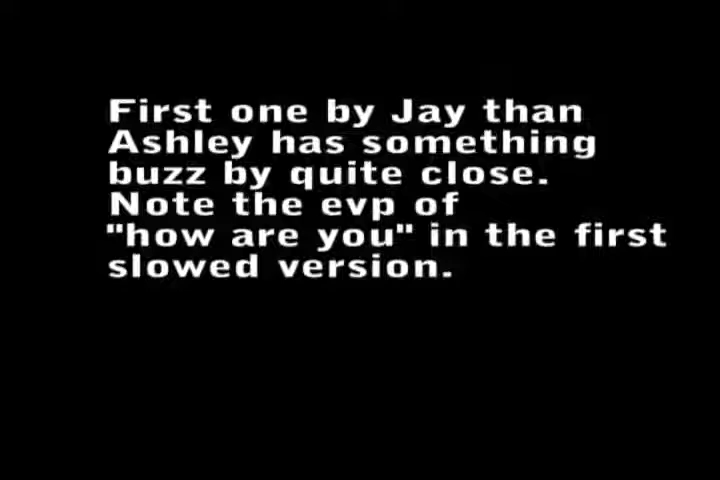 First one by Jay than
Ashley has something
buzz by quite close.
Note the evp of
"how are you" in the first
slowed version.